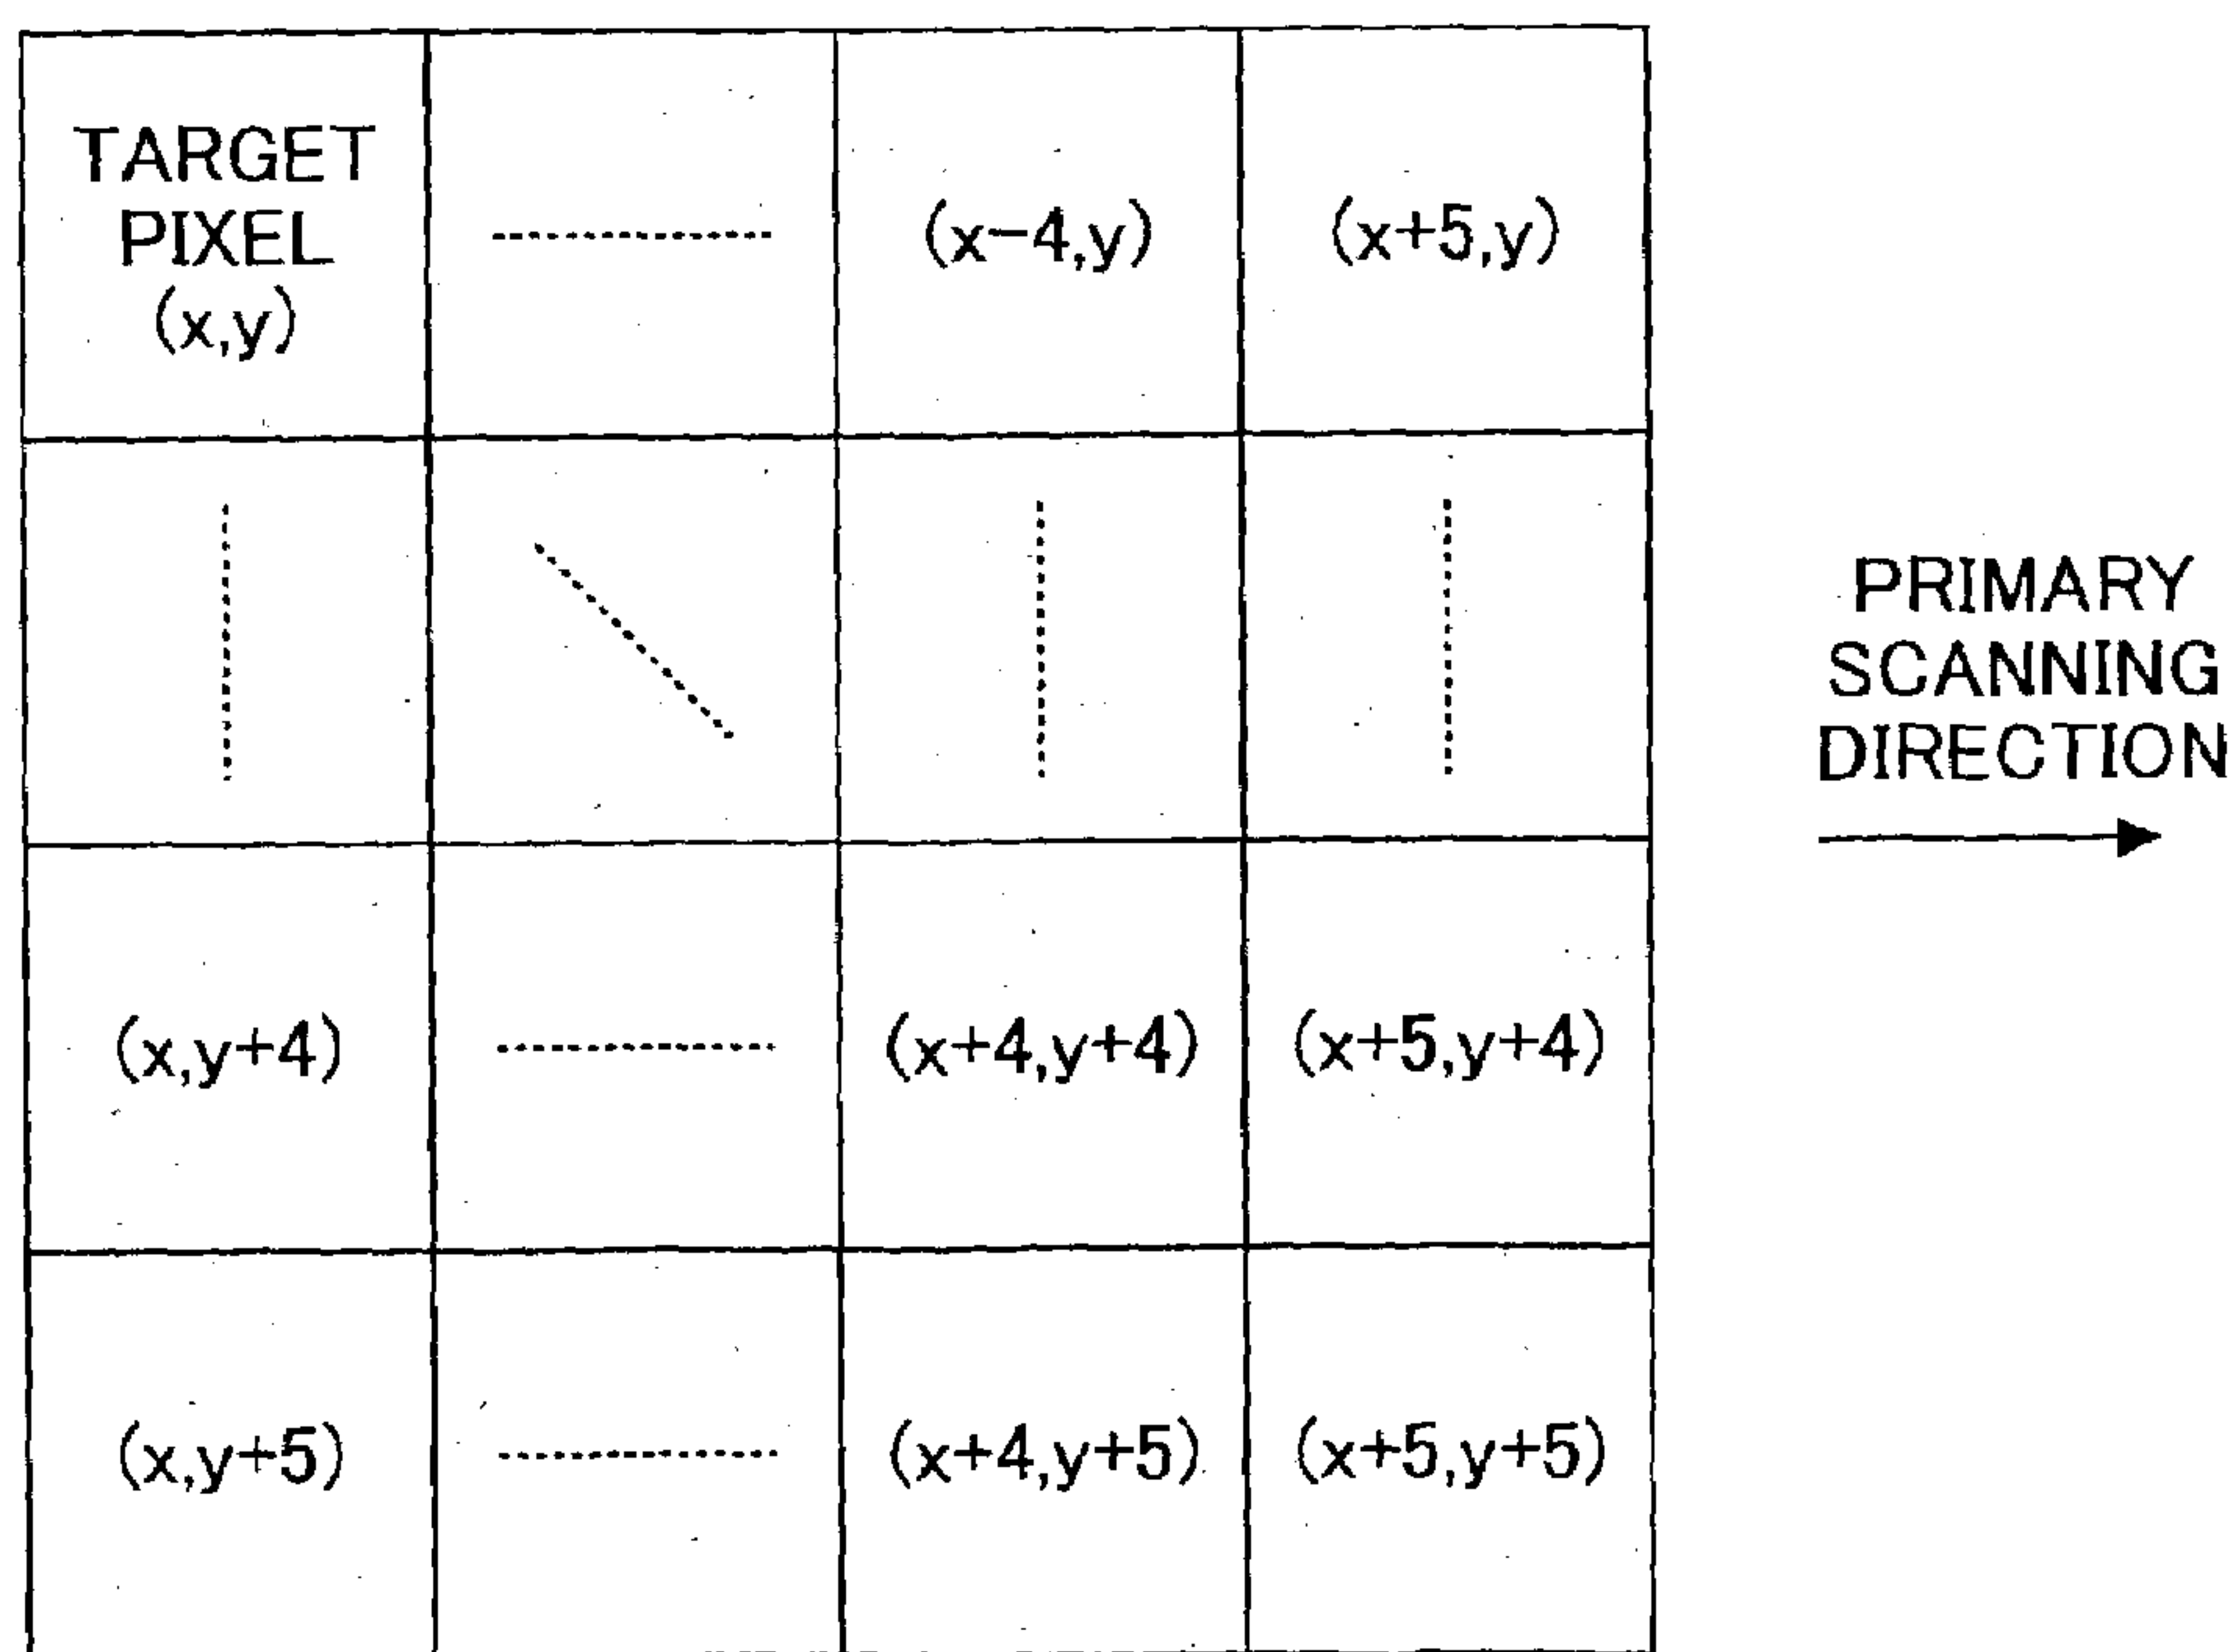 TARGET
PIXEL
(x,y)
(x−4,y)
(x+5,y)
PRIMARY
SCANNING
DIRECTION
(x,y+4)
(x+4,y+4)
(x+5,y+4)
(x,y+5)
(x+4,y+5)
(x+5,y+5)